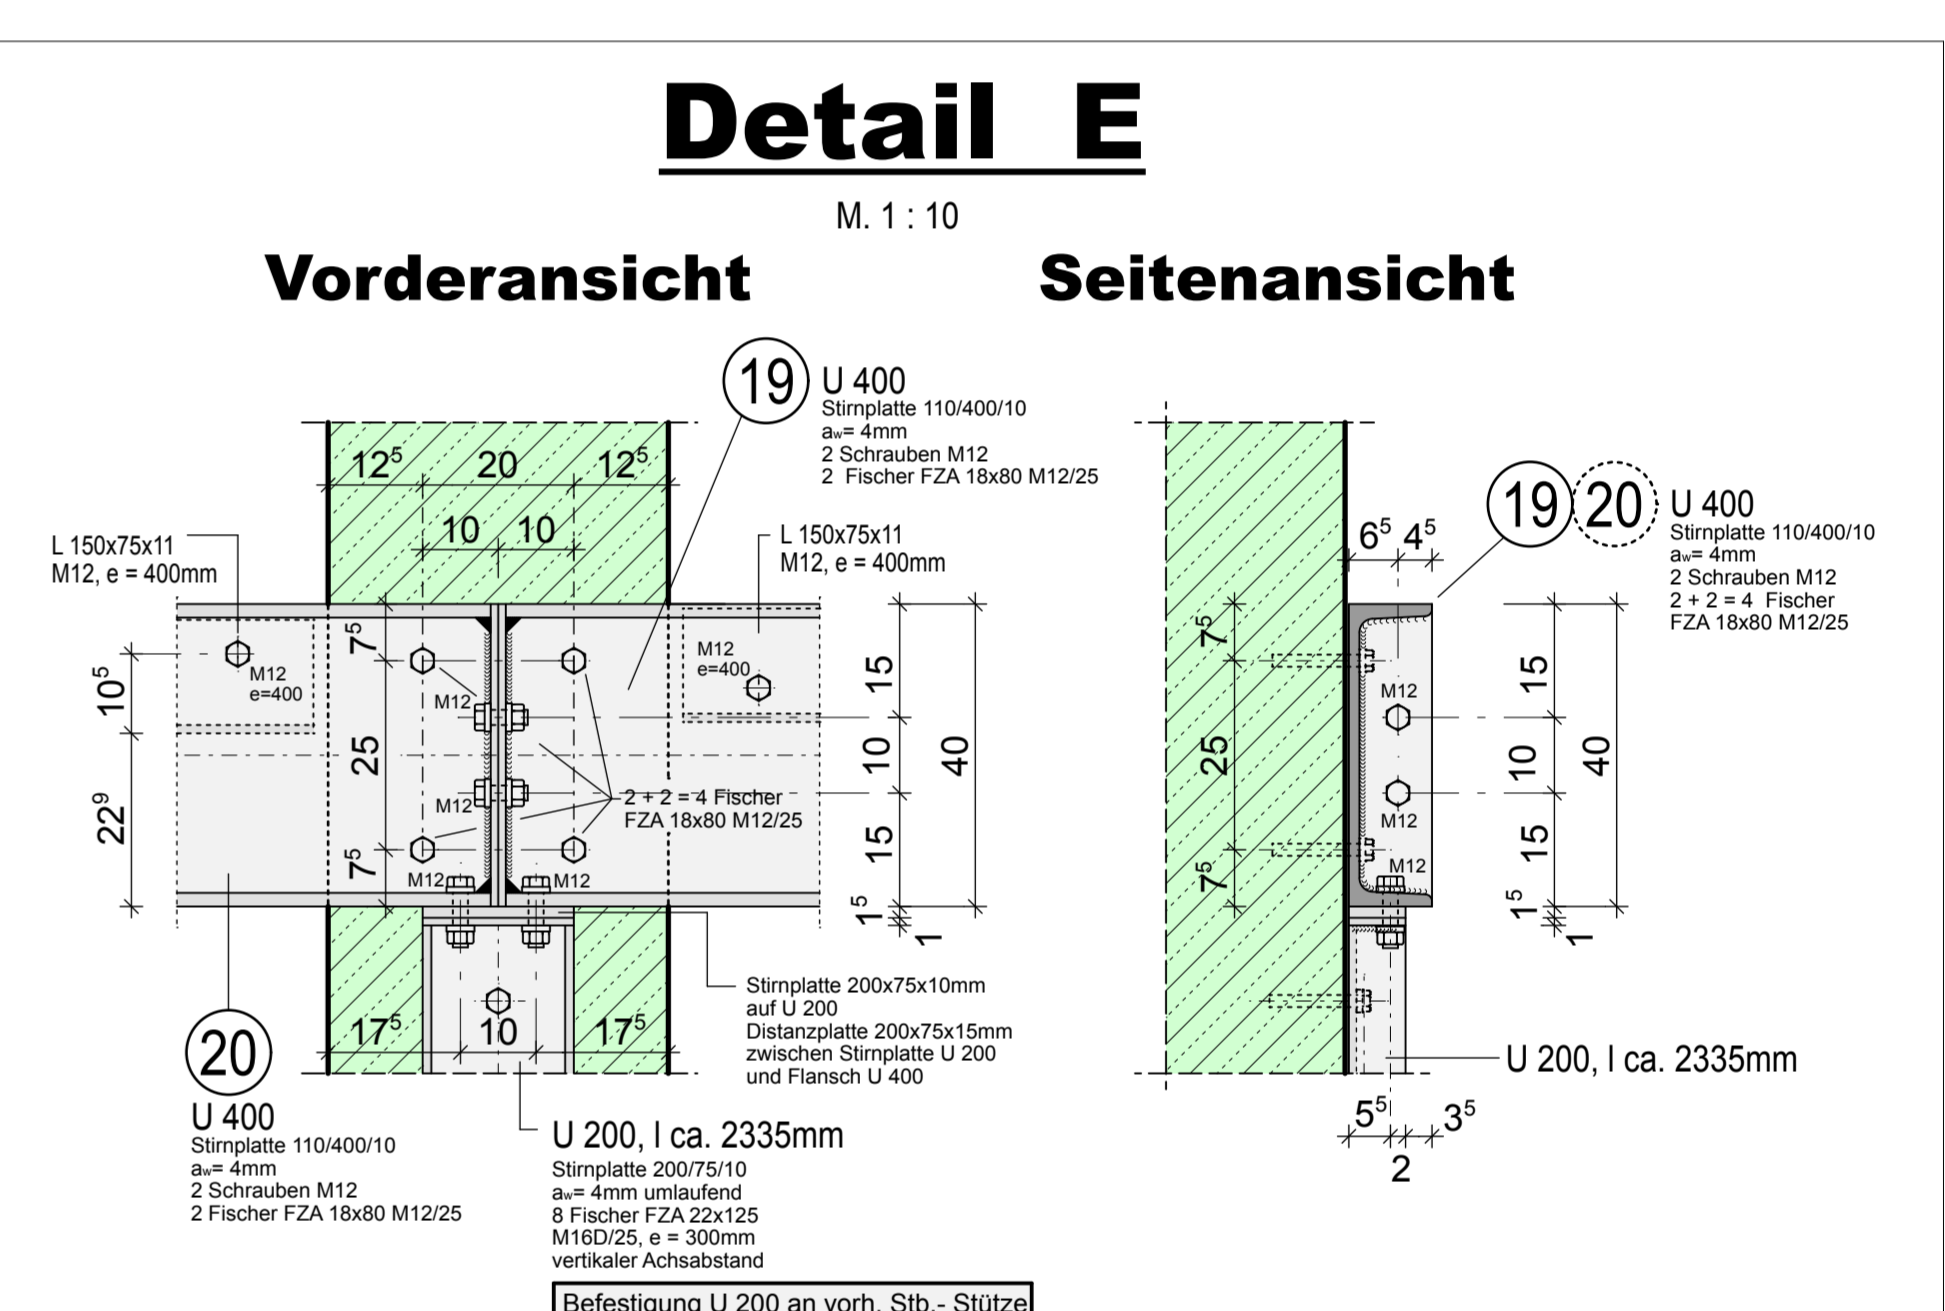 Detail E
M. 1 : 10
Vorderansicht
Seitenansicht
19
U 400
Stirnplatte 110/400/10
aw= 4mm
2 Schrauben M12
2 Fischer FZA 18x80 M12/25
12⁵ 20 12⁵
10 10
L 150x75x11
M12, e = 400mm
L 150x75x11
M12, e = 400mm
M12
e=400
M12
e=400
10⁵
22⁹
7⁵
25
7⁵
M12
M12
M12
M12
2 + 2 = 4 Fischer
FZA 18x80 M12/25
15
10
15
1⁵
1
40
17⁵ 10 17⁵
Stirnplatte 200x75x10mm
auf U 200
Distanzplatte 200x75x15mm
zwischen Stirnplatte U 200
und Flansch U 400
20
U 400
Stirnplatte 110/400/10
aw= 4mm
2 Schrauben M12
2 Fischer FZA 18x80 M12/25
U 200, l ca. 2335mm
Stirnplatte 200/75/10
aw= 4mm umlaufend
8 Fischer FZA 22x125
M16D/25, e = 300mm
vertikaler Achsabstand
Befestigung U 200 an vorh. Stb.- Stütze
19 20
U 400
Stirnplatte 110/400/10
aw= 4mm
2 Schrauben M12
2 + 2 = 4 Fischer
FZA 18x80 M12/25
6⁵ 4⁵
7⁵
25
7⁵
M12
M12
M12
15
10
15
1⁵
1
40
U 200, l ca. 2335mm
5⁵ 3⁵
2